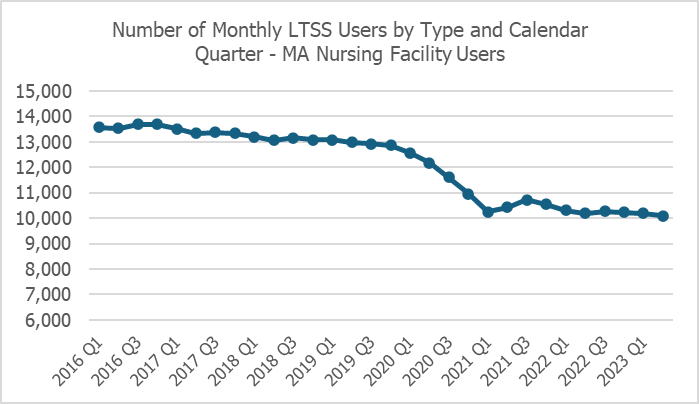 Number of Monthly LTSS Users by Type and Calendar
Quarter - MA Nursing Facility Users
15,000
14,000
13,000
12,000
11,000
10,000
9,000
8,000
7,000
6,000
2016 Q1
2016 Q3
2017 Q1
2017 Q3
2018 Q1
2018 Q3
2019 Q1
2019 Q3
2020 Q1
2020 Q3
2021 Q1
2021 Q3
2022 Q1
2022 Q3
2023 Q1